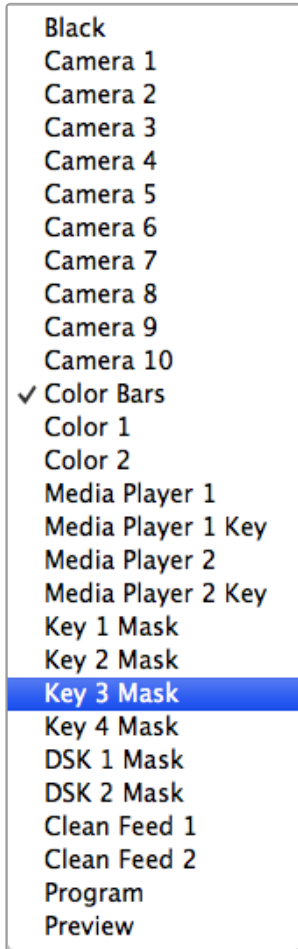 Black
Camera 1
Camera 2
Camera 3
Camera 4
Camera 5
Camera 6
Camera 7
Camera 8
Camera 9
Camera 10
✓ Color Bars
Color 1
Color 2
Media Player 1
Media Player 1 Key
Media Player 2
Media Player 2 Key
Key 1 Mask
Key 2 Mask
Key 3 Mask
Key 4 Mask
DSK 1 Mask
DSK 2 Mask
Clean Feed 1
Clean Feed 2
Program
Preview